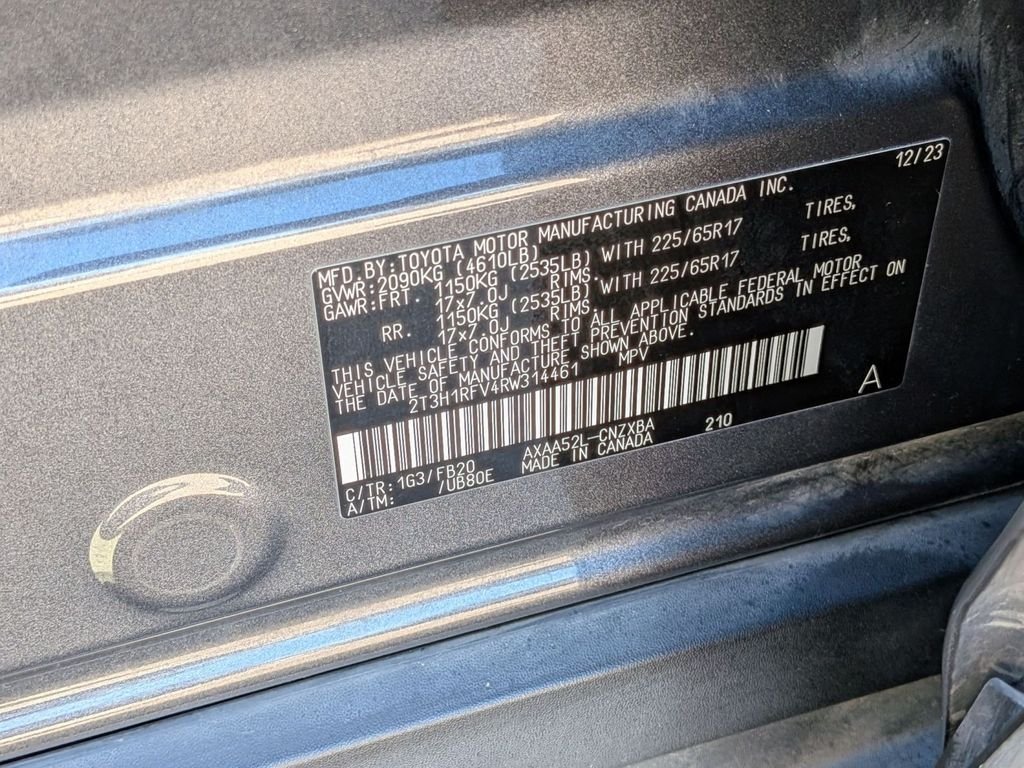 12/23
MFD.BY:TOYOTA MOTOR MANUFACTURING CANADA INC.
GVWR:2090KG (4610LB)
GAWR:FRT. 1150KG (2535LB) WITH 225/65R17 TIRES,
17x7.0J RIMS,
RR. 1150KG (2535LB) WITH 225/65R17 TIRES,
17x7.0J RIMS.
THIS VEHICLE CONFORMS TO ALL APPLICABLE FEDERAL MOTOR
VEHICLE SAFETY AND THEFT PREVENTION STANDARDS IN EFFECT ON
THE DATE OF MANUFACTURE SHOWN ABOVE.
2T3H1RFV4RW314461 MPV
A
C/TR: 1G3/FB20 AXAA52L-CNZXBA 210
A/TM: /UB80E MADE IN CANADA